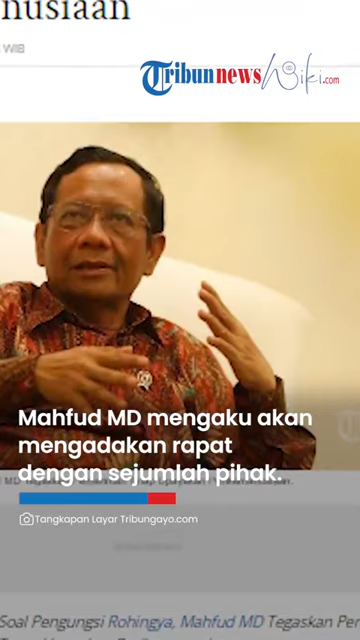 nusiaan
WIB
Tribunnewswiki.com
Mahfud MD mengaku akan
mengadakan rapat
dengan sejumlah pihak.
Tangkapan Layar Tribungayo.com
Soal Pengungsi Rohingya, Mahfud MD Tegaskan Per